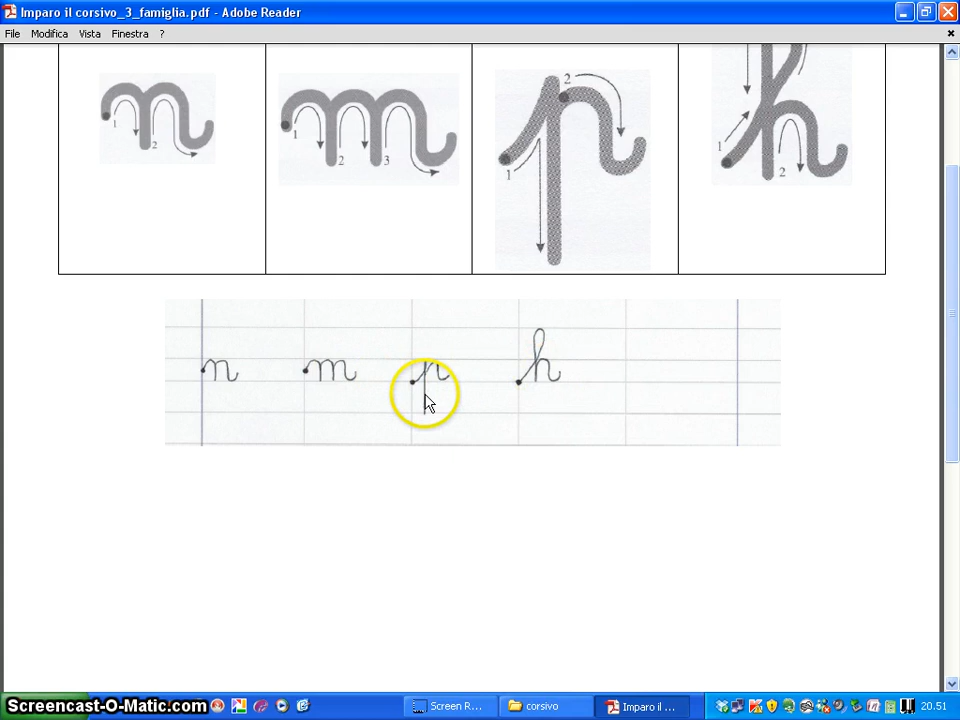 Imparo il corsivo_3_famiglia.pdf - Adobe Reader
File Modifica Vista Finestra ?
1 2
1 2 3
1 2
1 2
n m p h
SCREENCAST-O-MATIC.com
Screen R... corsivo Imparo il ... 20.51